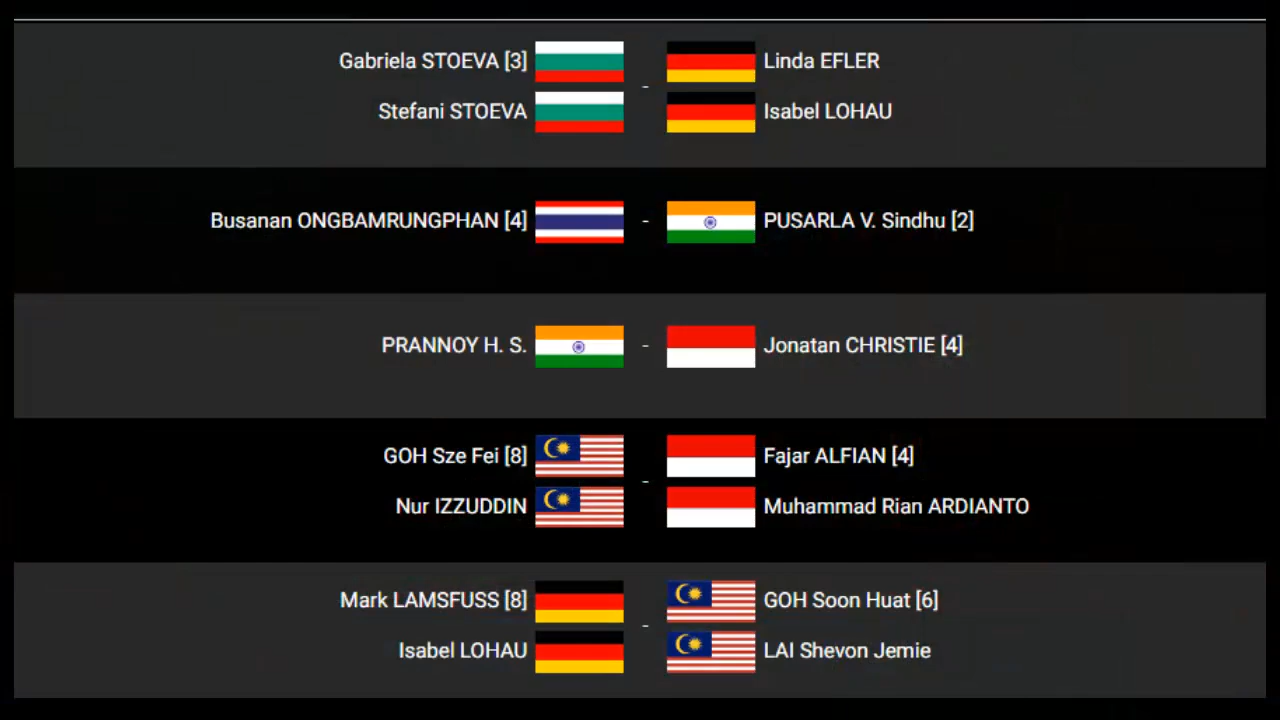 Gabriela STOEVA [3] - Linda EFLER
Stefani STOEVA Isabel LOHAU
Busanan ONGBAMRUNGPHAN [4] - PUSARLA V. Sindhu [2]
PRANNOY H. S. - Jonatan CHRISTIE [4]
GOH Sze Fei [8] - Fajar ALFIAN [4]
Nur IZZUDDIN Muhammad Rian ARDIANTO
Mark LAMSFUSS [8] - GOH Soon Huat [6]
Isabel LOHAU LAI Shevon Jemie